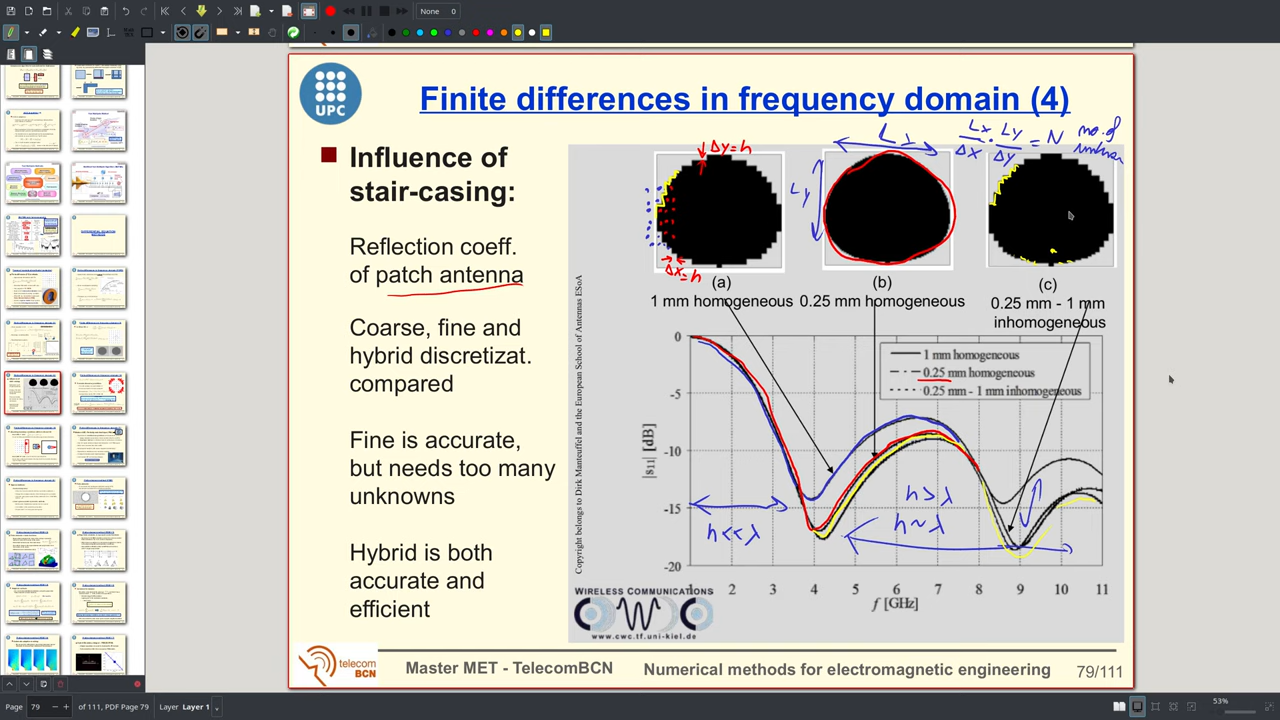 None 0
UPC
Finite differences in frequency domain (4)
Influence of
stair-casing:
Reflection coeff.
of patch antenna
Coarse, fine and
hybrid discretizat.
compared
Fine is accurate,
but needs too many
unknowns
Hybrid is both
accurate and
efficient
Δy=h
Δx=h
Lx
Ly
Lx/Δx · Ly/Δy = N no. of
(a)
1 mm homogeneous
(b)
0.25 mm homogeneous
(c)
0.25 mm - 1 mm
inhomogeneous
1 mm homogeneous
0.25 mm homogeneous
0.25 mm - 1 mm inhomogeneous
0
-5
-10
-15
-20
|s11| [dB]
1 2 3 4 5 6 7 8 9 10 11
f [GHz]
h<<λ
h~λ
h>λ
Copyright belongs to Dirk Manteuffel and the European School of Antennas ESoA
WIRELESS COMMUNICATIONS
CWC
www.cwc.tf.uni-kiel.de
telecom
BCN
Master MET - TelecomBCN
Numerical methods for electromagnetic engineering
79/111
Page 79 of 111, PDF Page 79 Layer Layer 1
53%